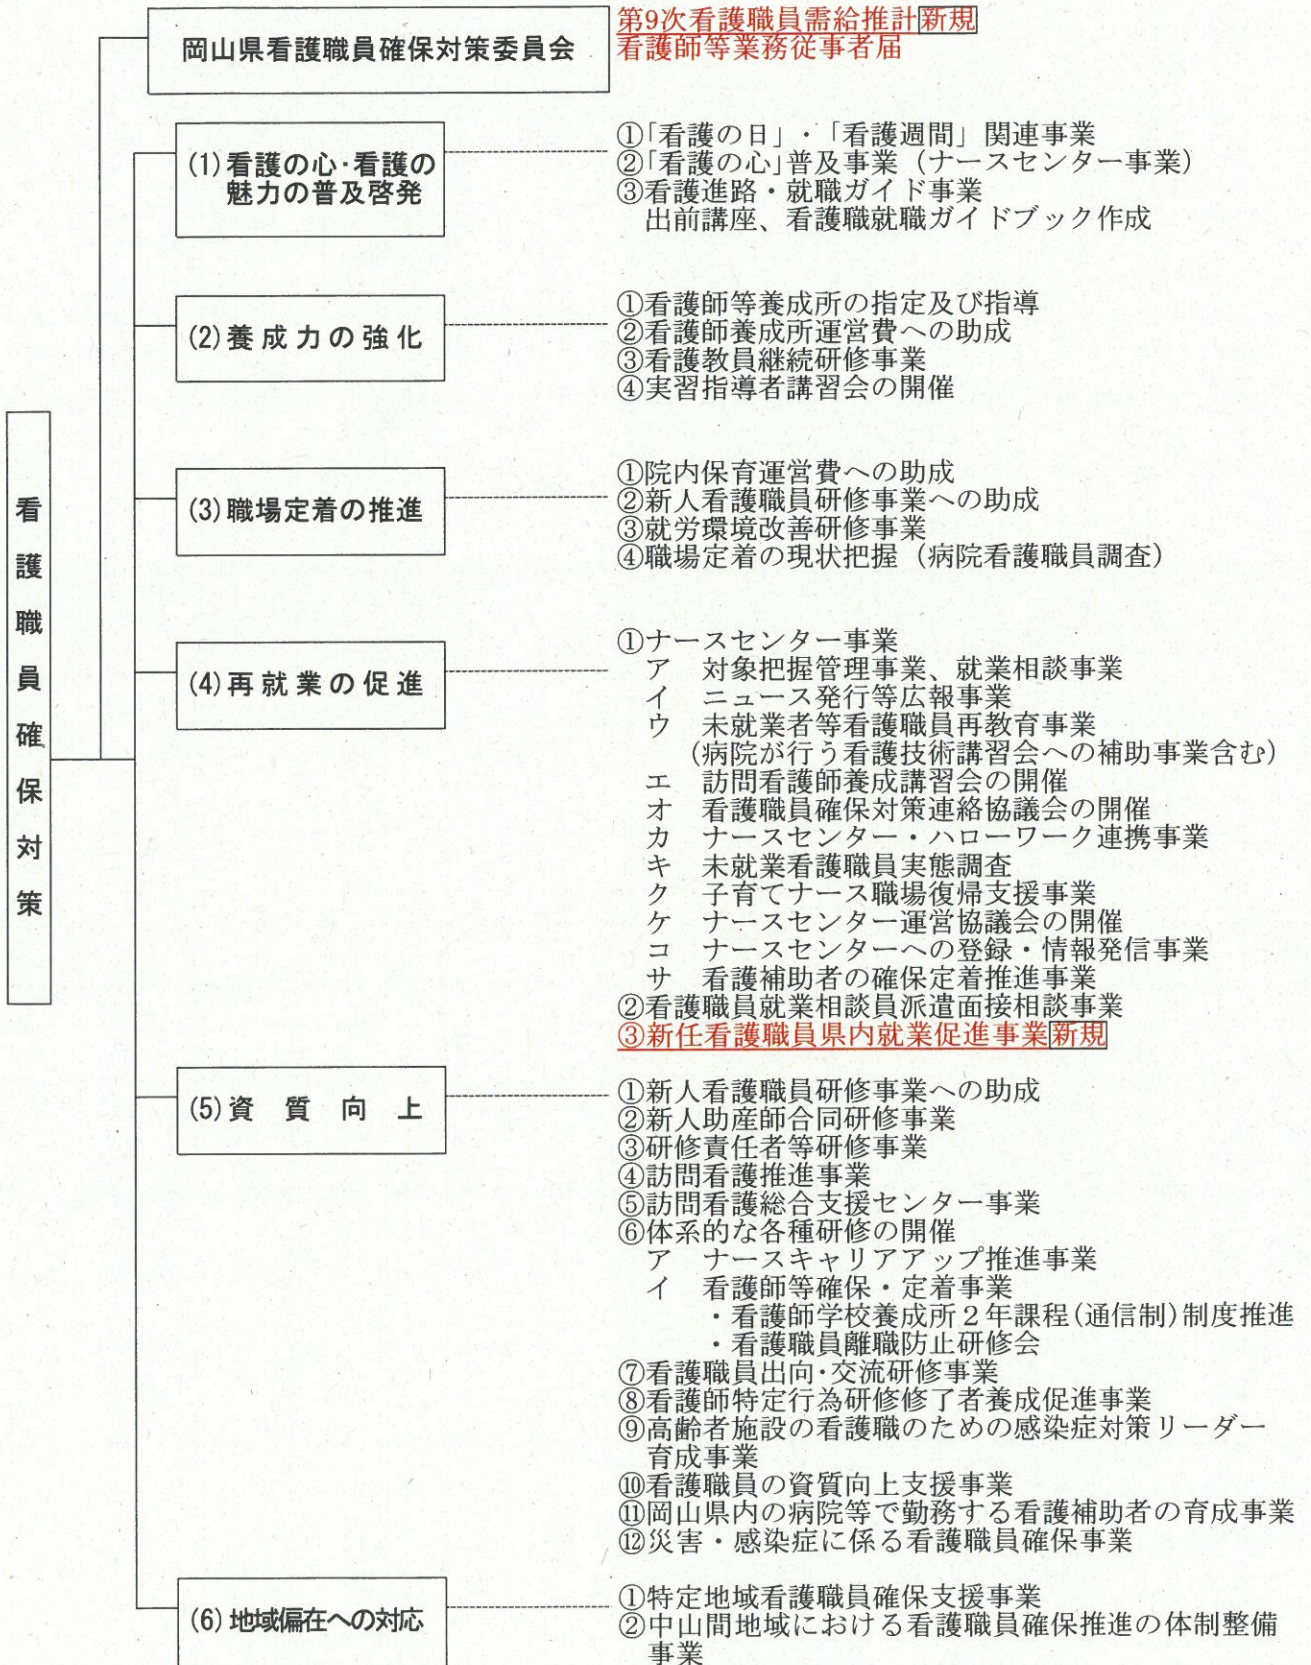 看護職員確保対策
岡山県看護職員確保対策委員会
第9次看護職員需給推計新規
看護師等業務従事者届
(1)看護の心・看護の
魅力の普及啓発
①「看護の日」・「看護週間」関連事業
②「看護の心」普及事業（ナースセンター事業）
③看護進路・就職ガイド事業
出前講座、看護職就職ガイドブック作成
(2)養成力の強化
①看護師等養成所の指定及び指導
②看護師養成所運営費への助成
③看護教員継続研修事業
④実習指導者講習会の開催
(3)職場定着の推進
①院内保育運営費への助成
②新人看護職員研修事業への助成
③就労環境改善研修事業
④職場定着の現状把握（病院看護職員調査）
(4)再就業の促進
①ナースセンター事業
ア　対象把握管理事業、就業相談事業
イ　ニュース発行等広報事業
ウ　未就業者等看護職員再教育事業
（病院が行う看護技術講習会への補助事業含む）
エ　訪問看護師養成講習会の開催
オ　看護職員確保対策連絡協議会の開催
カ　ナースセンター・ハローワーク連携事業
キ　未就業看護職員実態調査
ク　子育てナース職場復帰支援事業
ケ　ナースセンター運営協議会の開催
コ　ナースセンターへの登録・情報発信事業
サ　看護補助者の確保定着推進事業
②看護職員就業相談員派遣面接相談事業
③新任看護職員県内就業促進事業新規
(5)資質向上
①新人看護職員研修事業への助成
②新人助産師合同研修事業
③研修責任者等研修事業
④訪問看護推進事業
⑤訪問看護総合支援センター事業
⑥体系的な各種研修の開催
ア　ナースキャリアアップ推進事業
イ　看護師等確保・定着事業
・看護師学校養成所２年課程(通信制)制度推進
・看護職員離職防止研修会
⑦看護職員出向・交流研修事業
⑧看護師特定行為研修修了者養成促進事業
⑨高齢者施設の看護職のための感染症対策リーダー
育成事業
⑩看護職員の資質向上支援事業
⑪岡山県内の病院等で勤務する看護補助者の育成事業
⑫災害・感染症に係る看護職員確保事業
(6)地域偏在への対応
①特定地域看護職員確保支援事業
②中山間地域における看護職員確保推進の体制整備
事業